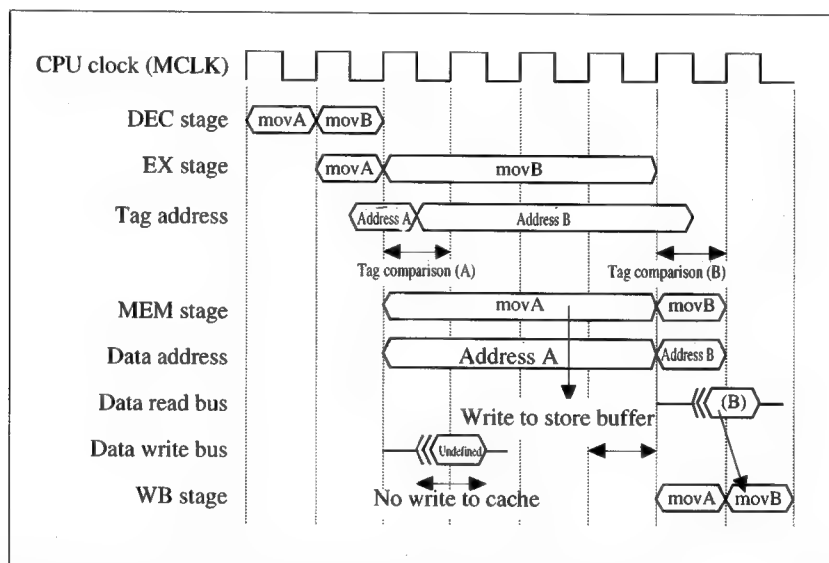 CPU clock (MCLK)
DEC stage movA movB
EX stage movA movB
Tag address Address A Address B
Tag comparison (A) Tag comparison (B)
MEM stage movA movB
Data address Address A Address B
Data read bus (B)
Write to store buffer
Data write bus Undefined
No write to cache
WB stage movA movB